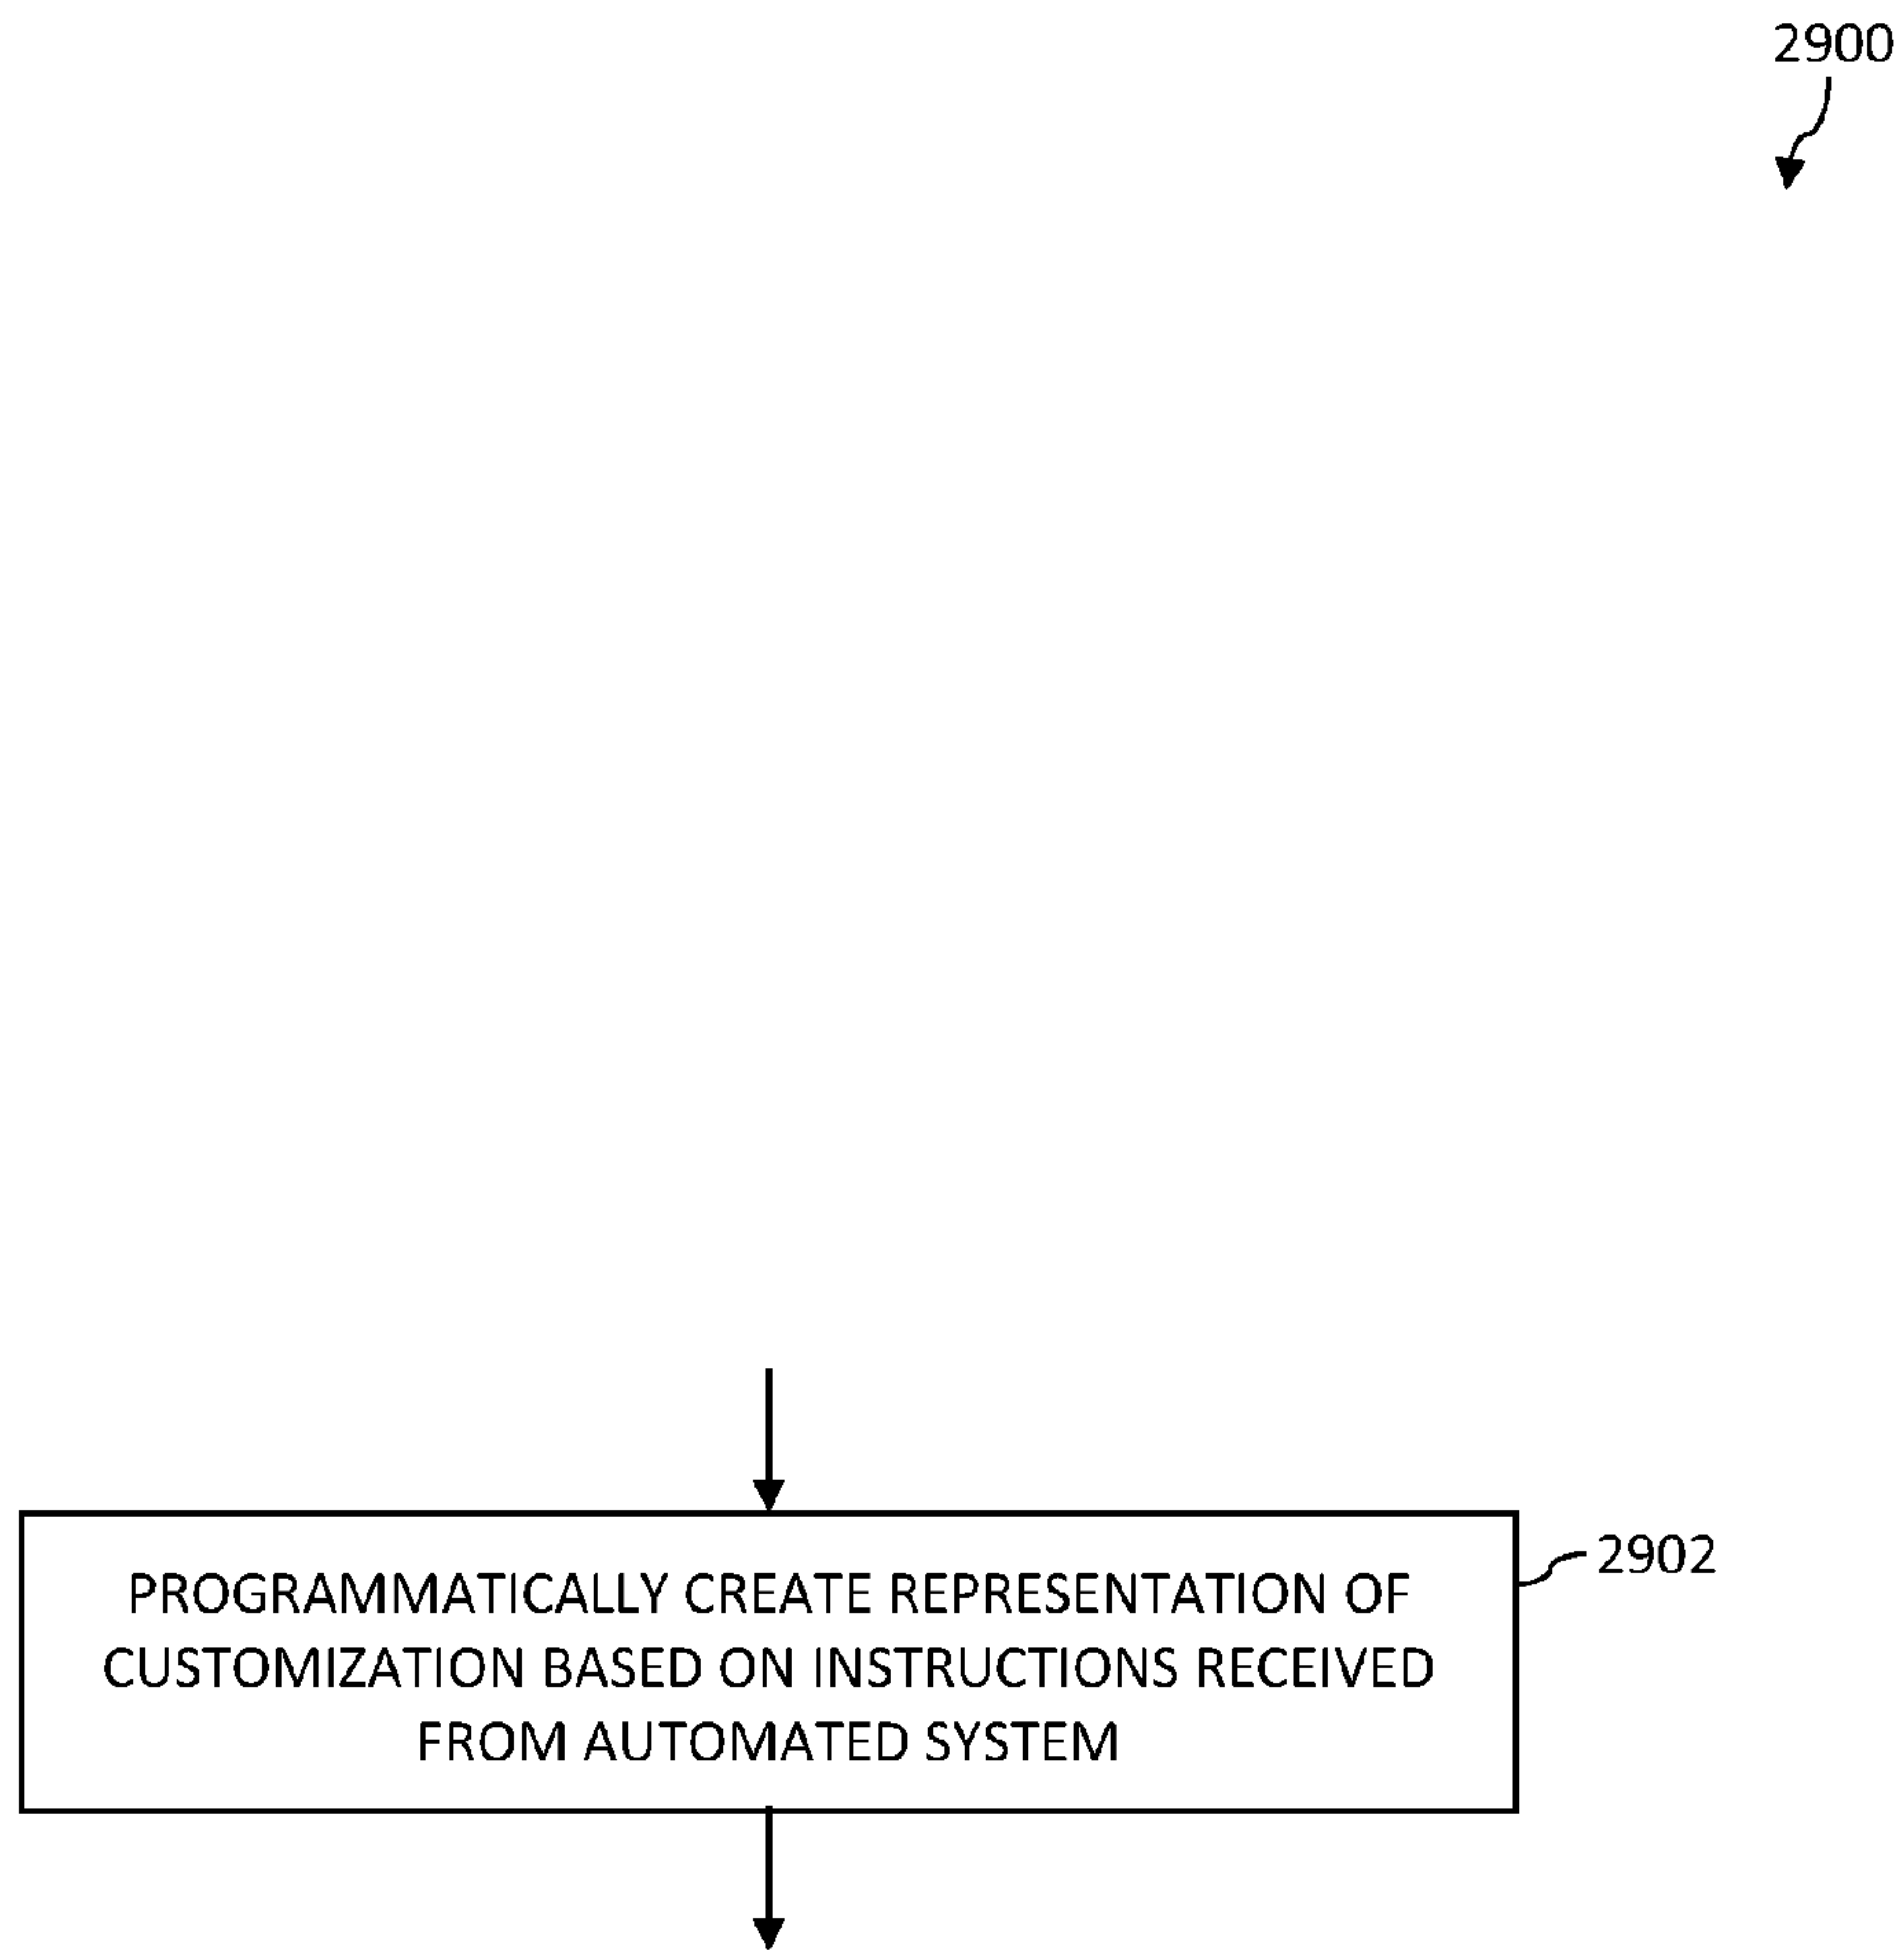 2900
2902
PROGRAMMATICALLY CREATE REPRESENTATION OF
CUSTOMIZATION BASED ON INSTRUCTIONS RECEIVED
FROM AUTOMATED SYSTEM